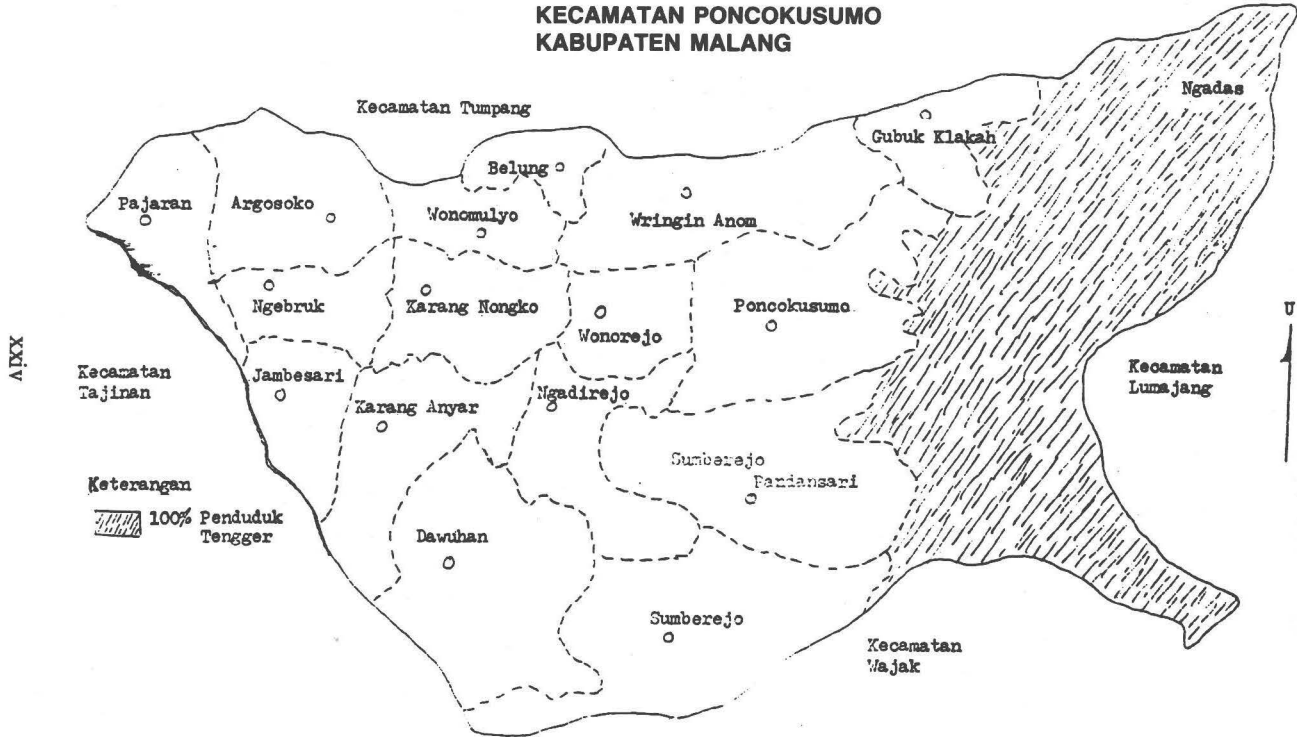 KECAMATAN PONCOKUSUMO
KABUPATEN MALANG
Kecamatan Tumpang
Ngadas
Gubuk Klakah
Belung
Pajaran
Argosoko
Wonomulyo
Wringin Anom
Ngebruk
Karang Nongko
Wonorejo
Poncokusumo
U
xxiv
Kecamatan
Tajinan
Jambesari
Karang Anyar
Ngadirejo
Kecamatan
Lumajang
Sumberejo
Pandansari
Keterangan
100% Penduduk
Tengger
Dawuhan
Sumberejo
Kecamatan
Wajak